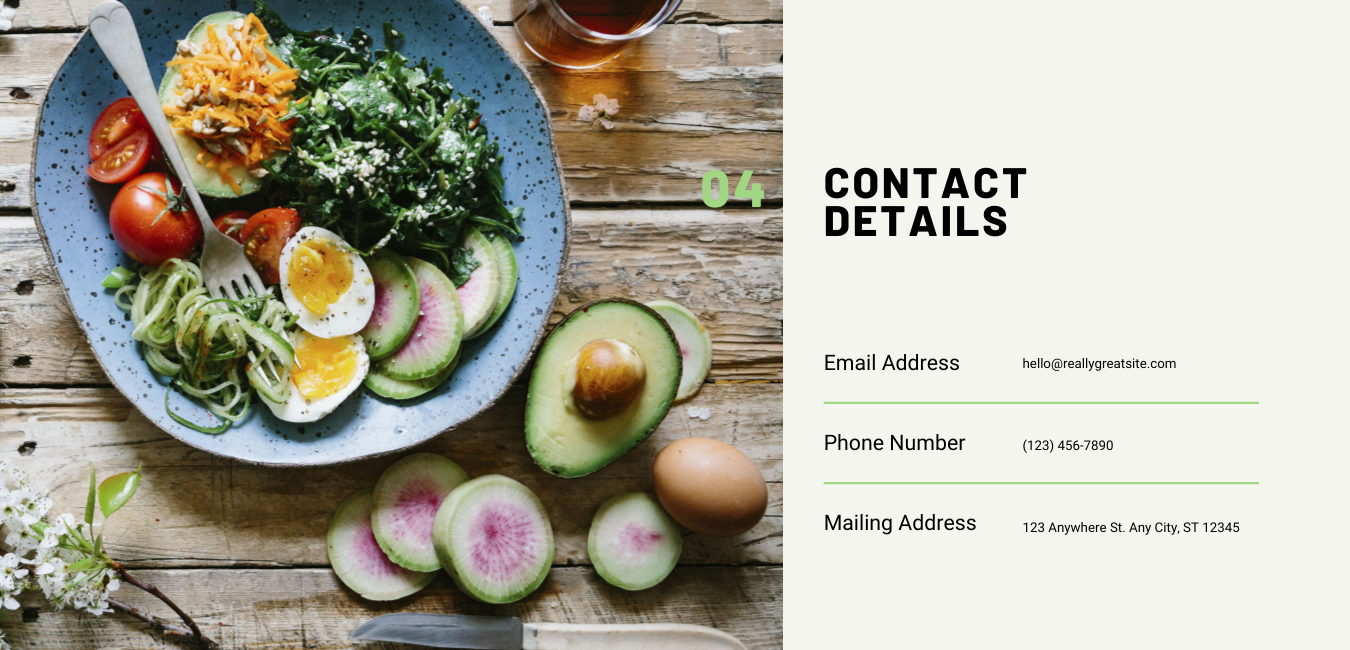 04
CONTACT
DETAILS
Email Address
hello@reallygreatsite.com
Phone Number
(123) 456-7890
Mailing Address
123 Anywhere St. Any City, ST 12345